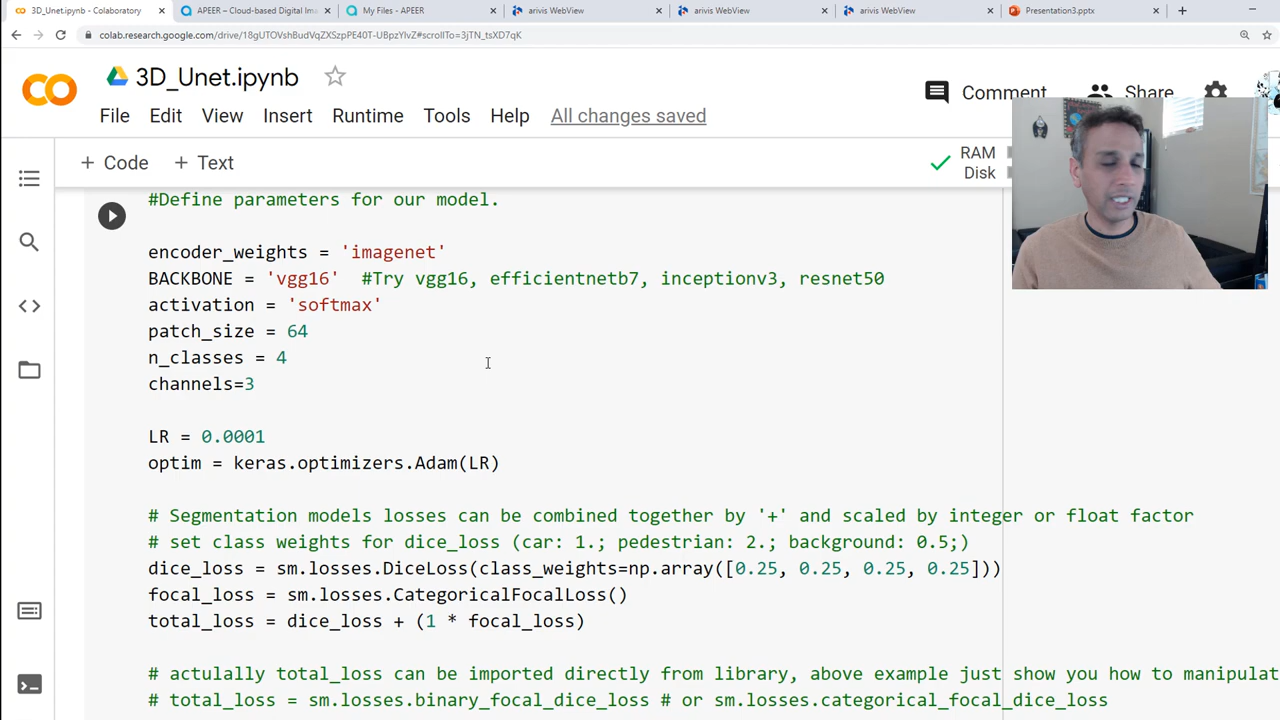 3D_Unet.ipynb - Colaboratory
APEER – Cloud-based Digital Ima
My Files - APEER
arivis WebView
arivis WebView
arivis WebView
Presentation3.pptx
colab.research.google.com/drive/18gUTOVshBudVqZXSzpPE40T-UBpzYlvZ#scrollTo=3jTN_tsXD7qK
3D_Unet.ipynb
Comment
Share
File Edit View Insert Runtime Tools Help All changes saved
+ Code + Text
RAM
Disk
#Define parameters for our model.
encoder_weights = 'imagenet'
BACKBONE = 'vgg16' #Try vgg16, efficientnetb7, inceptionv3, resnet50
activation = 'softmax'
patch_size = 64
n_classes = 4
channels=3
LR = 0.0001
optim = keras.optimizers.Adam(LR)
# Segmentation models losses can be combined together by '+' and scaled by integer or float factor
# set class weights for dice_loss (car: 1.; pedestrian: 2.; background: 0.5;)
dice_loss = sm.losses.DiceLoss(class_weights=np.array([0.25, 0.25, 0.25, 0.25]))
focal_loss = sm.losses.CategoricalFocalLoss()
total_loss = dice_loss + (1 * focal_loss)
# actulally total_loss can be imported directly from library, above example just show you how to manipulat
# total_loss = sm.losses.binary_focal_dice_loss # or sm.losses.categorical_focal_dice_loss